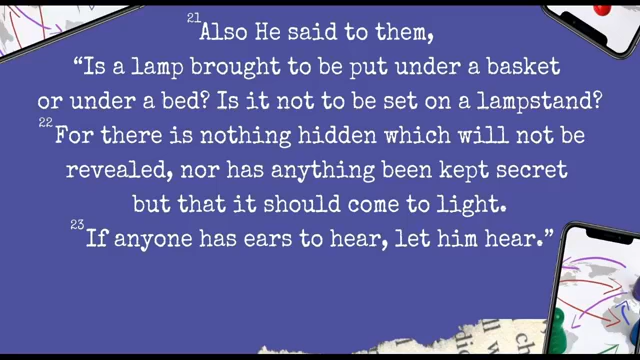 21Also He said to them,
“Is a lamp brought to be put under a basket
or under a bed? Is it not to be set on a lampstand?
22For there is nothing hidden which will not be
revealed, nor has anything been kept secret
but that it should come to light.
23If anyone has ears to hear, let him hear.”